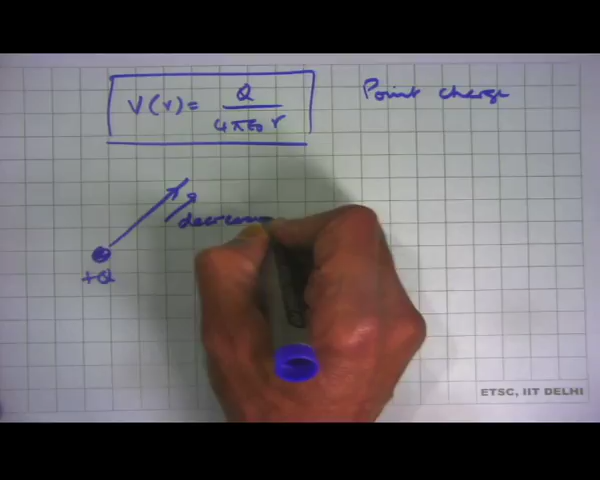 V(r) = Q / 4πε₀r
Point charge
+Q
ETSC, IIT DELHI